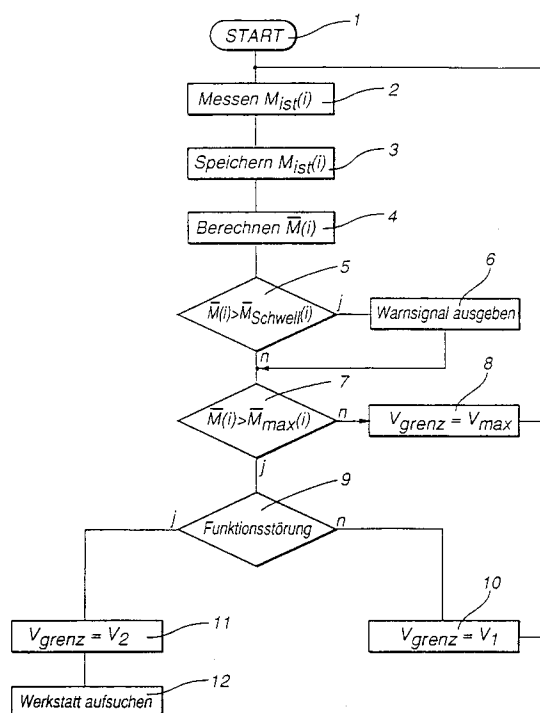 START
1
Messen M_ist(i)
2
Speichern M_ist(i)
3
Berechnen M̅(i)
4
5
M̅(i)>M̅_Schwell(i)
j
n
6
Warnsignal ausgeben
7
M̅(i)>M̅_max(i)
n
j
8
V_grenz = V_max
9
Funktionsstörung
j
n
11
V_grenz = V_2
10
V_grenz = V_1
12
Werkstatt aufsuchen